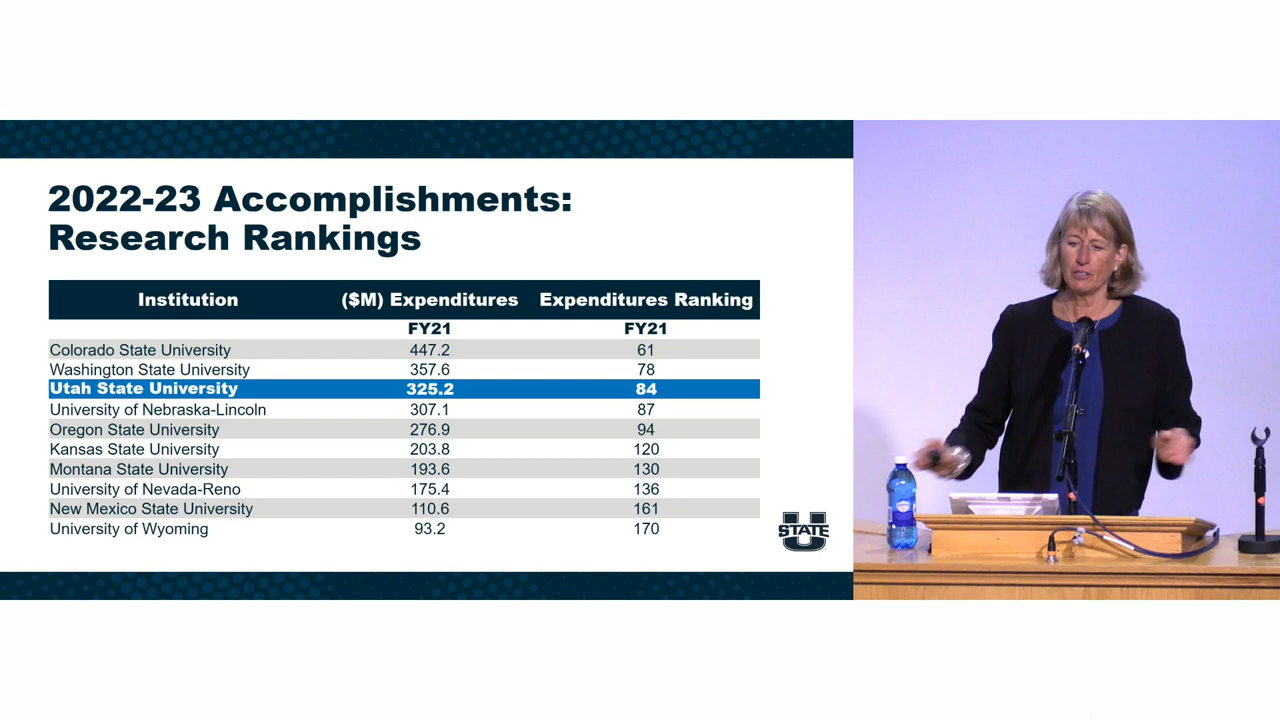 2022-23 Accomplishments:
Research Rankings
Institution ($M) Expenditures Expenditures Ranking
FY21 FY21
Colorado State University 447.2 61
Washington State University 357.6 78
Utah State University 325.2 84
University of Nebraska-Lincoln 307.1 87
Oregon State University 276.9 94
Kansas State University 203.8 120
Montana State University 193.6 130
University of Nevada-Reno 175.4 136
New Mexico State University 110.6 161
University of Wyoming 93.2 170
U STATE